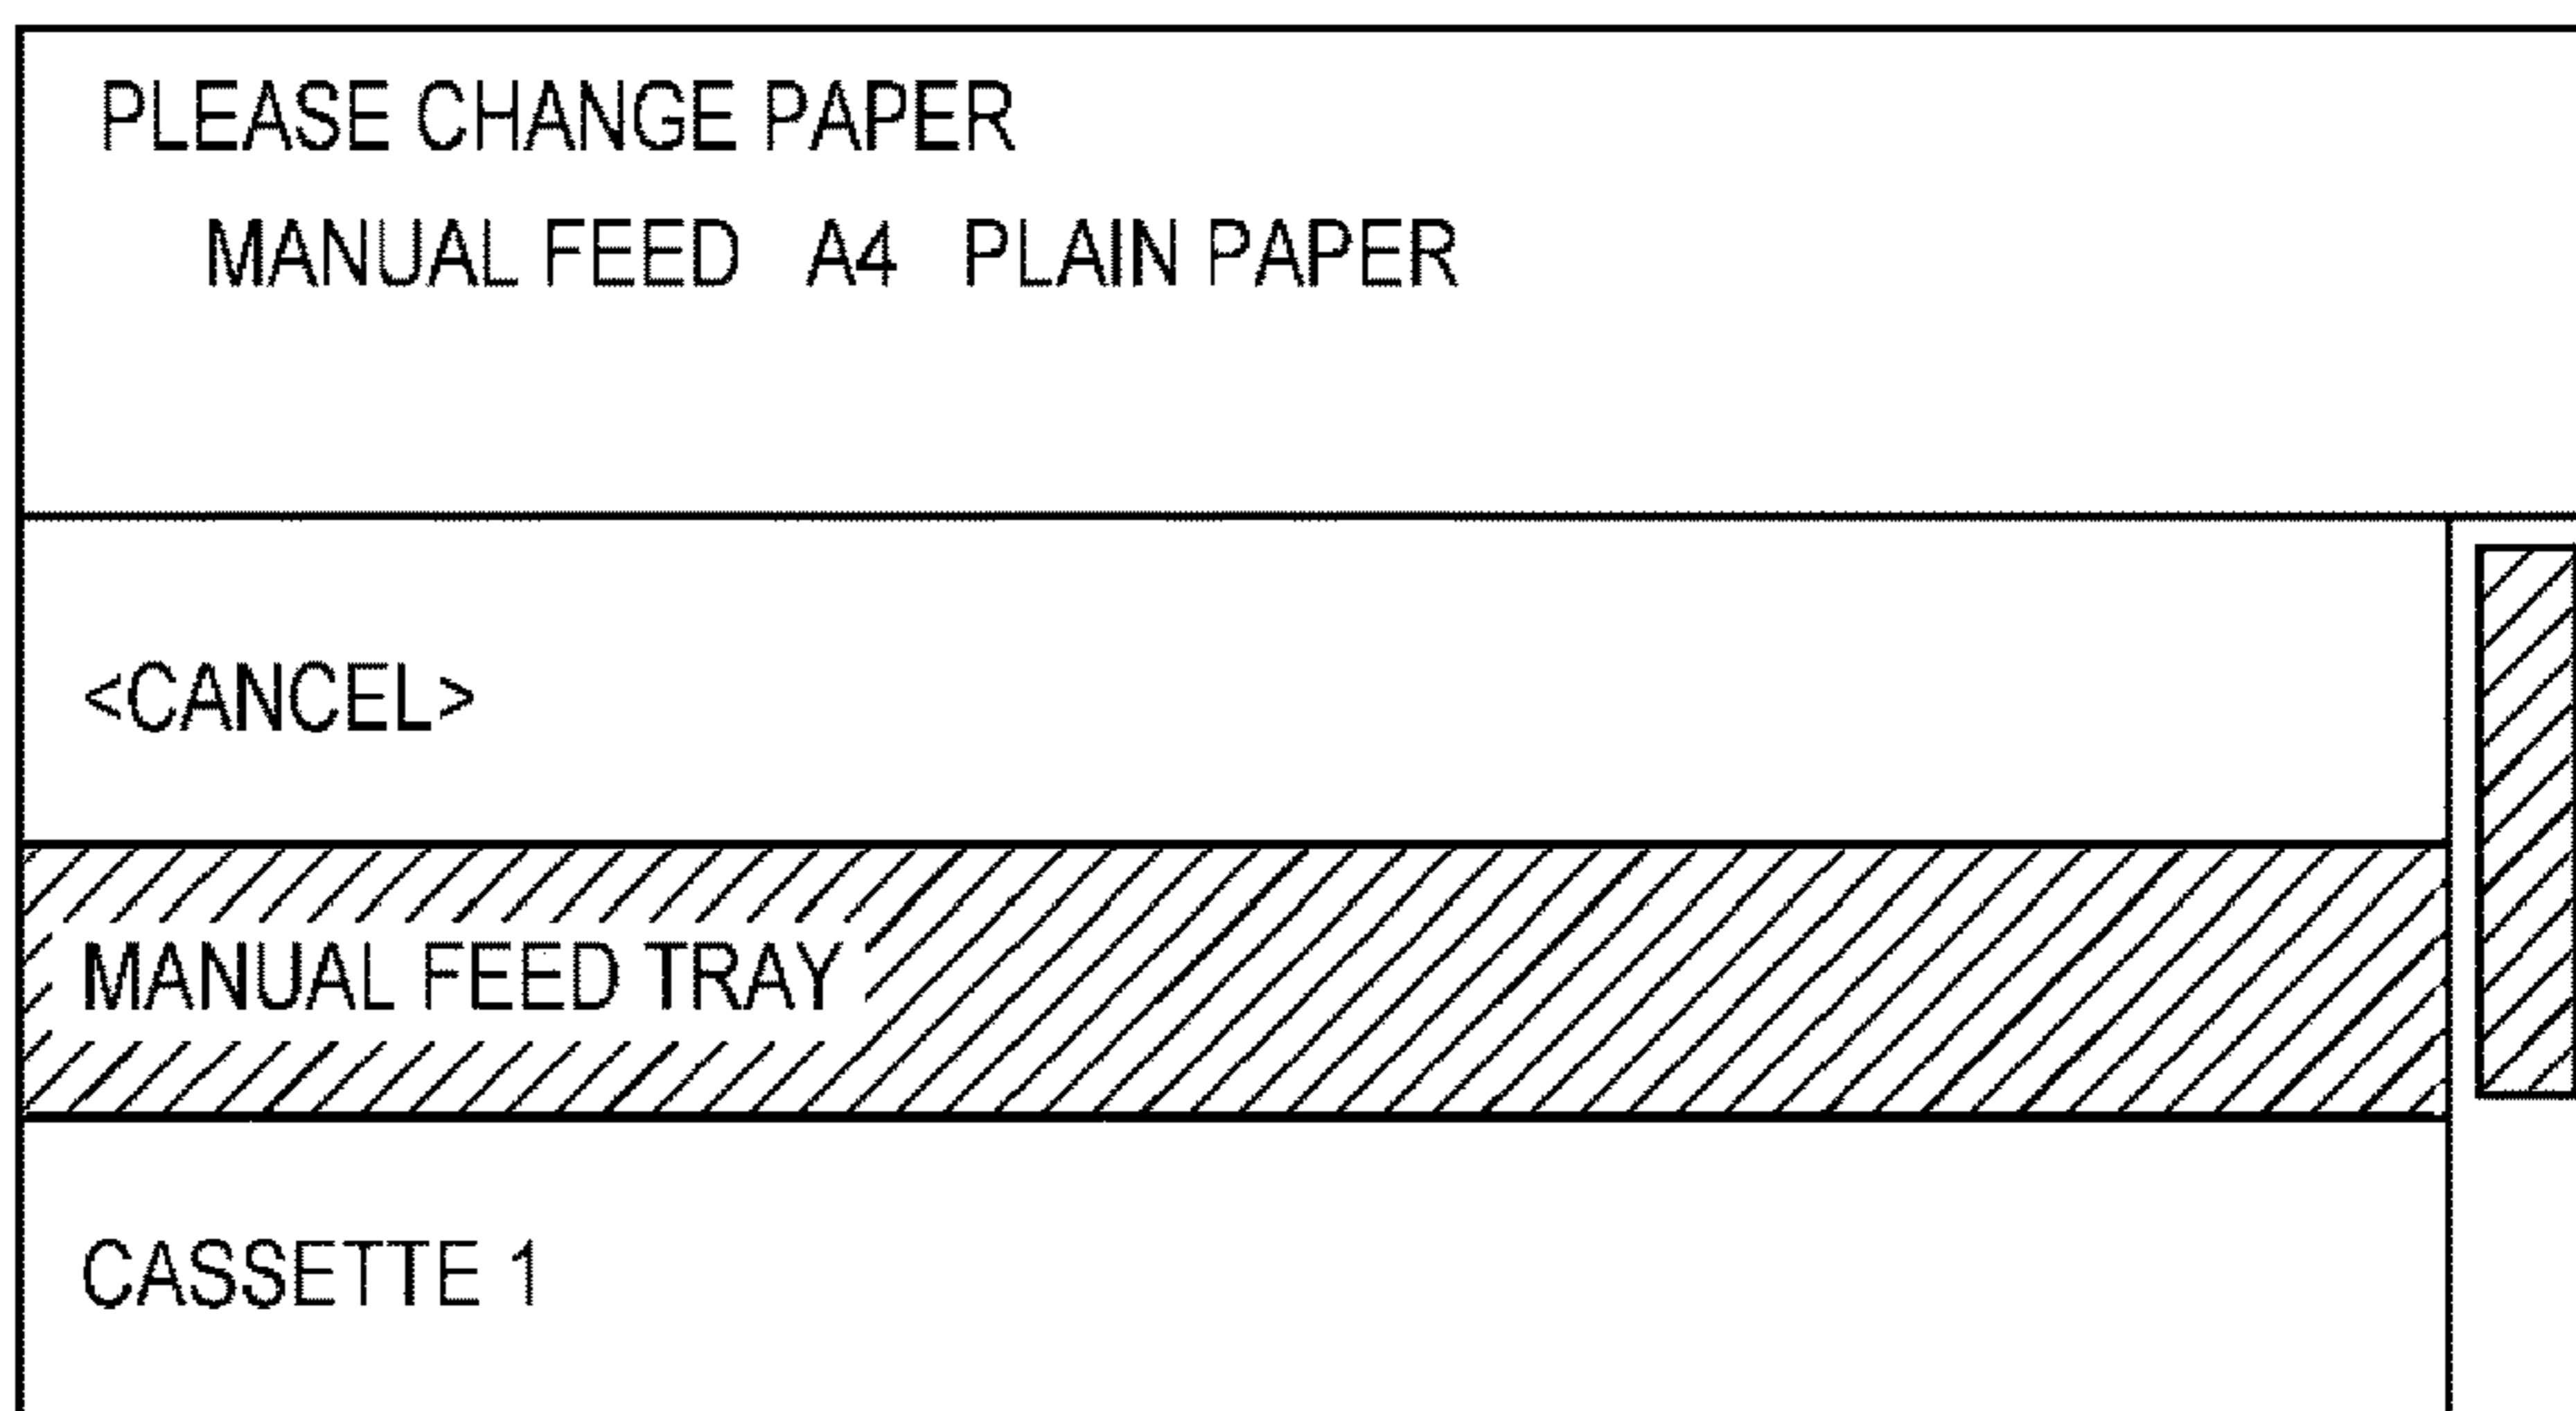 PLEASE CHANGE PAPER
MANUAL FEED A4 PLAIN PAPER
<CANCEL>
MANUAL FEED TRAY
CASSETTE 1